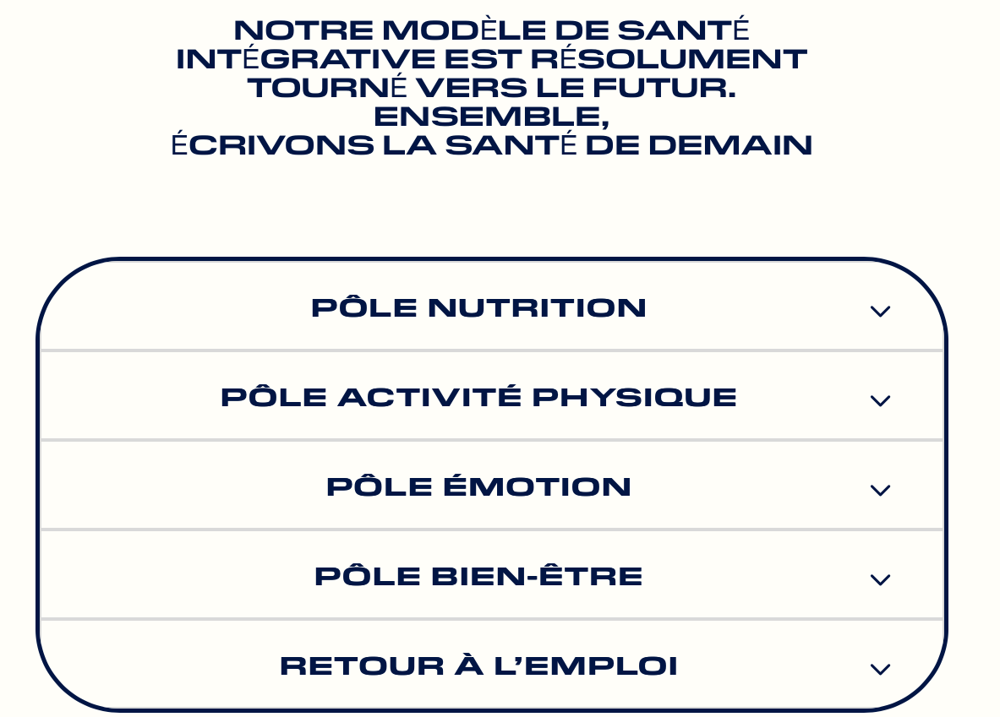 NOTRE MODÈLE DE SANTÉ
INTÉGRATIVE EST RÉSOLUMENT
TOURNÉ VERS LE FUTUR.
ENSEMBLE,
ÉCRIVONS LA SANTÉ DE DEMAIN
PÔLE NUTRITION
PÔLE ACTIVITÉ PHYSIQUE
PÔLE ÉMOTION
PÔLE BIEN-ÊTRE
RETOUR À L’EMPLOI